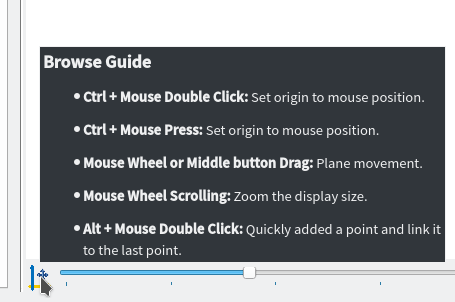 Browse Guide
• Ctrl + Mouse Double Click: Set origin to mouse position.
• Ctrl + Mouse Press: Set origin to mouse position.
• Mouse Wheel or Middle button Drag: Plane movement.
• Mouse Wheel Scrolling: Zoom the display size.
• Alt + Mouse Double Click: Quickly added a point and link it
to the last point.